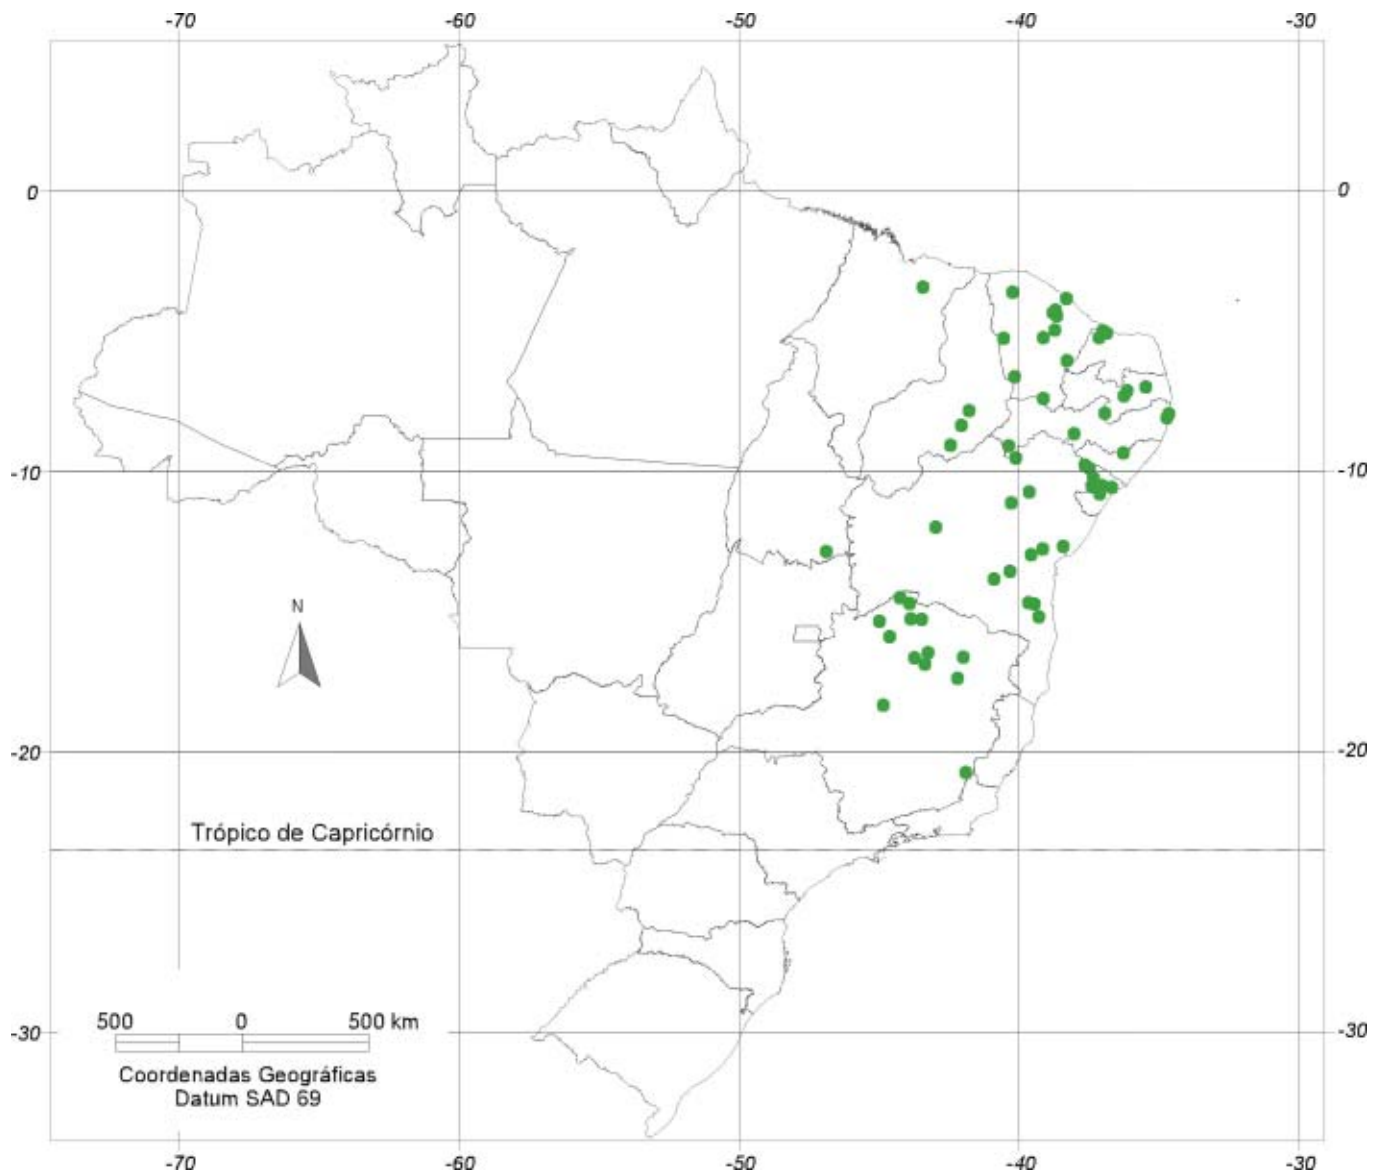 -70 -60 -50 -40 -30
0 0
-10 -10
N
-20 -20
Trópico de Capricórnio
500 0 500 km
-30 -30
Coordenadas Geográficas
Datum SAD 69
-70 -60 -50 -40 -30